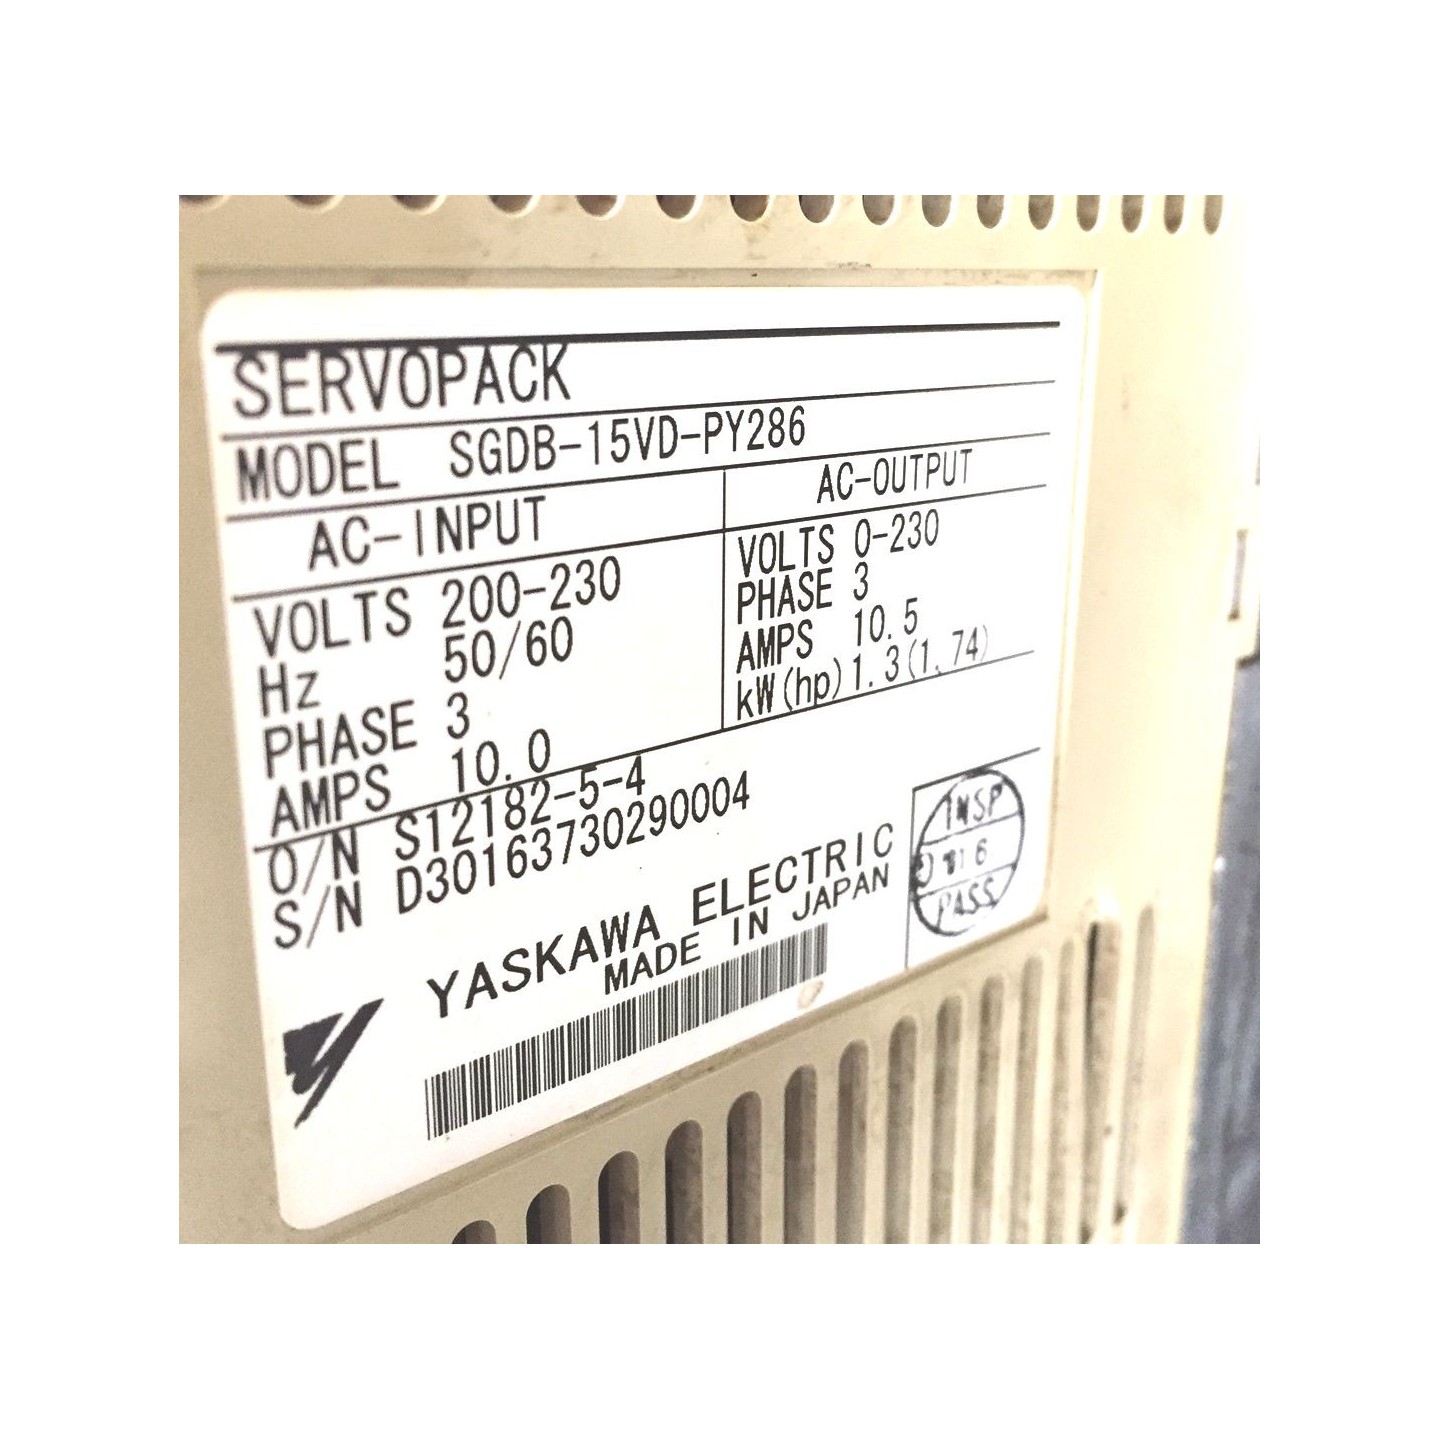 SERVOPACK
MODEL SGDB-15VD-PY286
AC-INPUT
VOLTS 200-230
Hz 50/60
PHASE 3
AMPS 10.0
AC-OUTPUT
VOLTS 0-230
PHASE 3
AMPS 10.5
kW(hp) 1.3(1.74)
O/N S12182-5-4
S/N D30163730290004
YASKAWA ELECTRIC
MADE IN JAPAN
INSP
PASS